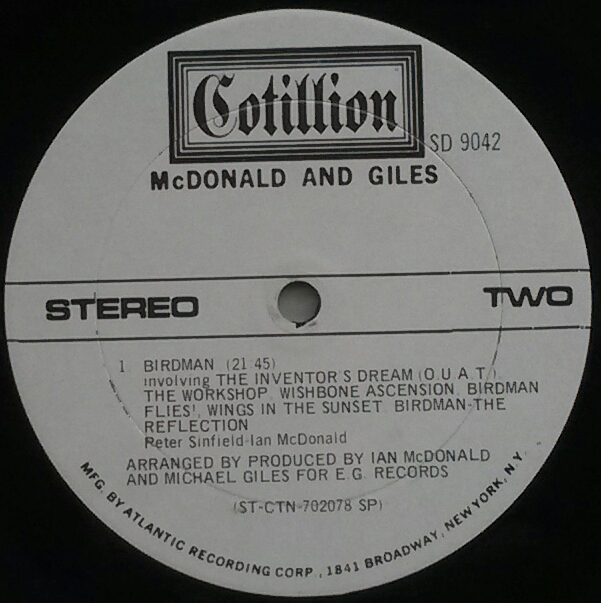 Cotillion
SD 9042
McDONALD AND GILES
STEREO
TWO
1. BIRDMAN (21:45)
involving THE INVENTOR'S DREAM (O.U.A.T.)
THE WORKSHOP, WISHBONE ASCENSION, BIRDMAN
FLIES!, WINGS IN THE SUNSET, BIRDMAN-THE
REFLECTION
Peter Sinfield-Ian McDonald
ARRANGED BY PRODUCED BY IAN McDONALD
AND MICHAEL GILES FOR E.G. RECORDS
(ST-CTN-702078 SP)
MFG. BY ATLANTIC RECORDING CORP., 1841 BROADWAY, NEW YORK, N.Y.